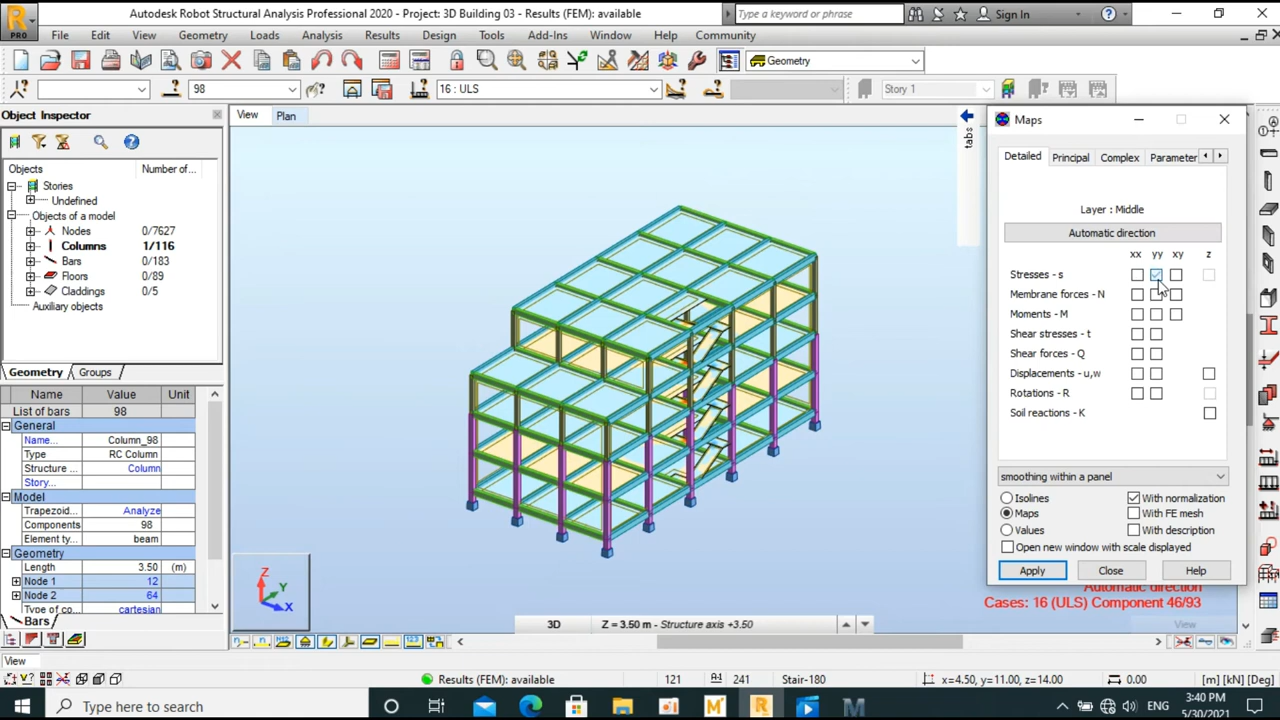 PRO
Autodesk Robot Structural Analysis Professional 2020 - Project: 3D Building 03 - Results (FEM): available
Type a keyword or phrase
Sign In
File Edit View Geometry Loads Analysis Results Design Tools Add-Ins Window Help Community
Geometry
98
16 : ULS
Story 1
Object Inspector
Objects Number of...
Stories
Undefined
Objects of a model
Nodes 0/7627
Columns 1/116
Bars 0/183
Floors 0/89
Claddings 0/5
Auxiliary objects
Geometry Groups
Name Value Unit
List of bars 98
General
Name... Column_98
Type RC Column
Structure ... Column
Story...
Model
Trapezoid... Analyze
Components 98
Element ty... beam
Geometry
Length 3.50 (m)
Node 1 12
Node 2 64
Type of co... cartesian
Bars
View Plan
tabs
Z
Y
X
3D Z = 3.50 m - Structure axis +3.50
Maps
Detailed Principal Complex Parameter
Layer : Middle
Automatic direction
xx yy xy z
Stresses - s
Membrane forces - N
Moments - M
Shear stresses - t
Shear forces - Q
Displacements - u,w
Rotations - R
Soil reactions - K
smoothing within a panel
Isolines With normalization
Maps With FE mesh
Values With description
Open new window with scale displayed
Apply Close Help
Automatic direction
Cases: 16 (ULS) Component 46/93
View
View
Results (FEM): available 121 241 Stair-180 x=4.50, y=11.00, z=14.00 0.00 [m] [kN] [Deg]
Type here to search
ENG
3:40 PM
5/30/2021